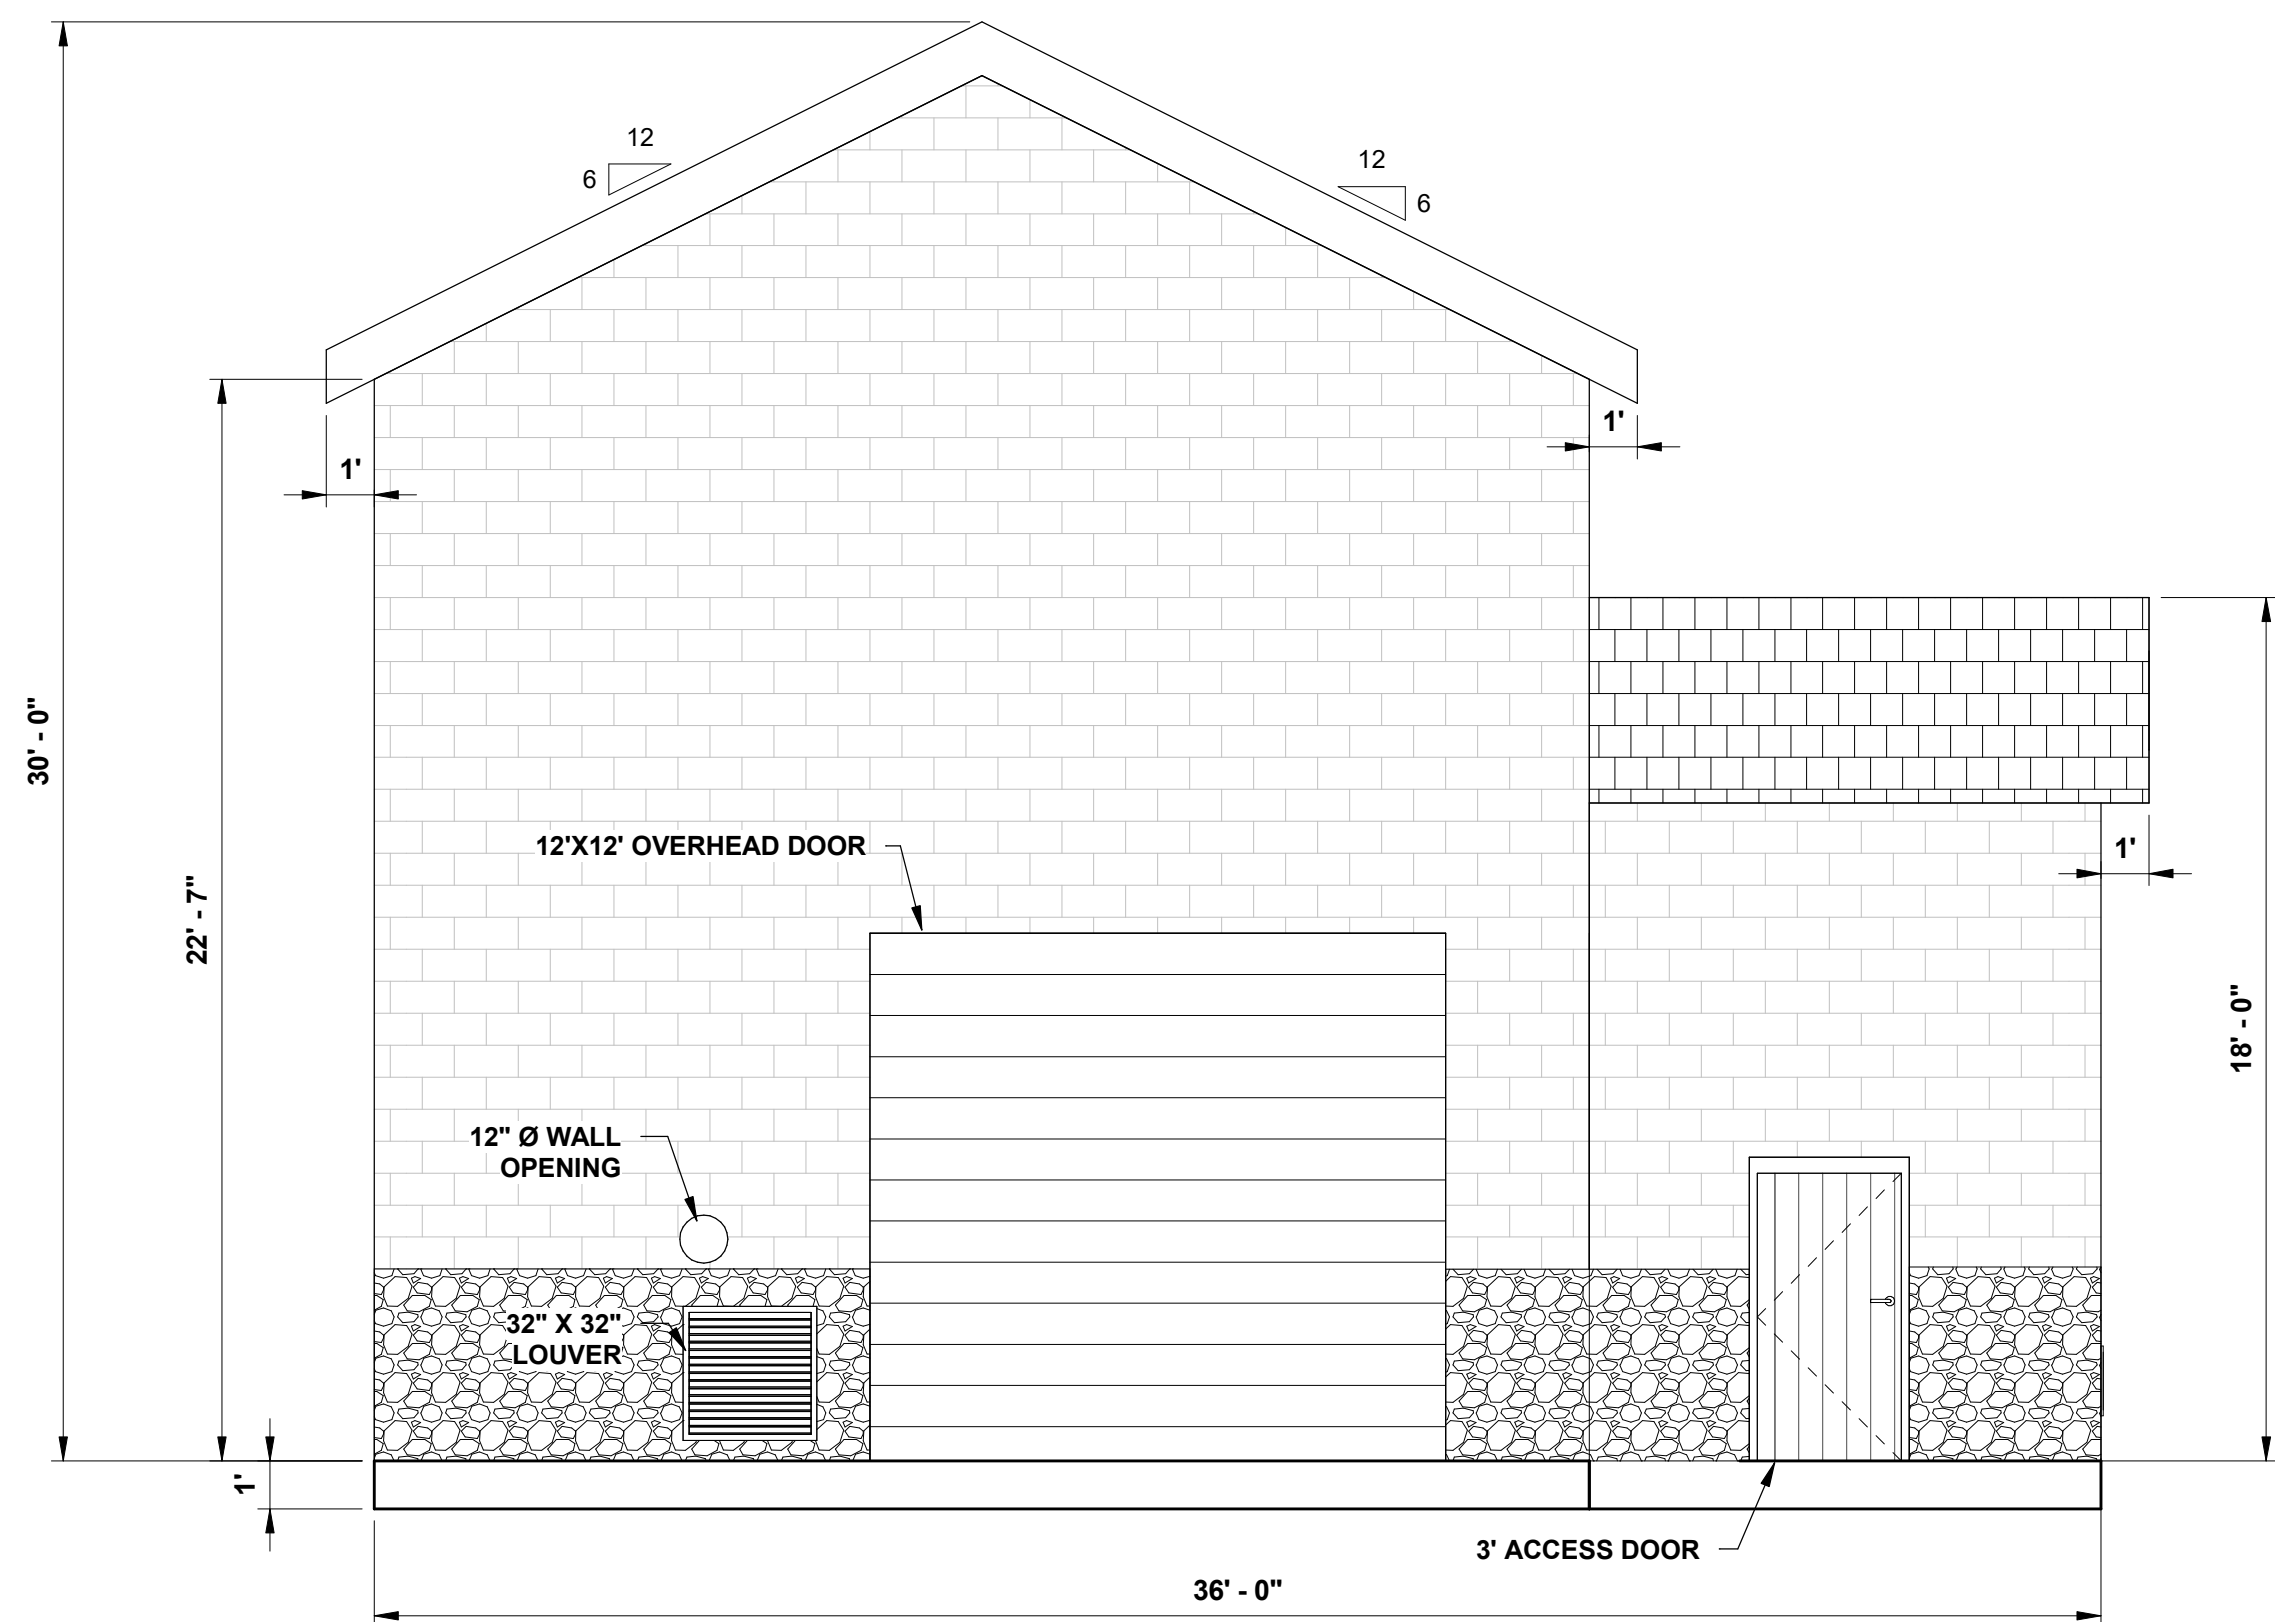 12
6
12
6
1'
1'
30' - 0"
22' - 7"
12'X12' OVERHEAD DOOR
1'
18' - 0"
12" Ø WALL
OPENING
32" X 32"
LOUVER
1'
3' ACCESS DOOR
36' - 0"